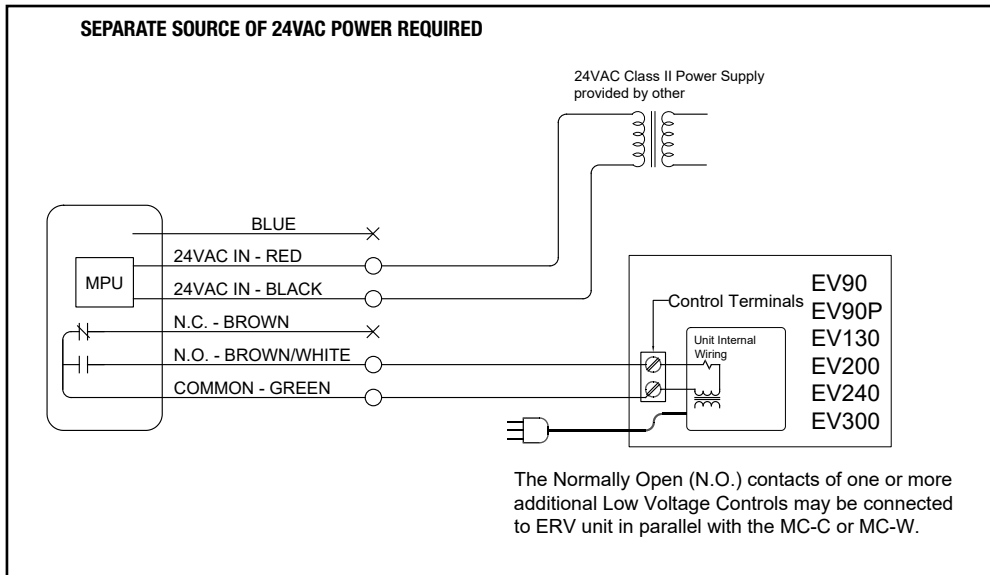 SEPARATE SOURCE OF 24VAC POWER REQUIRED
24VAC Class II Power Supply
provided by other
BLUE
24VAC IN - RED
24VAC IN - BLACK
MPU
N.C. - BROWN
N.O. - BROWN/WHITE
COMMON - GREEN
Control Terminals
Unit Internal
Wiring
EV90
EV90P
EV130
EV200
EV240
EV300
The Normally Open (N.O.) contacts of one or more
additional Low Voltage Controls may be connected
to ERV unit in parallel with the MC-C or MC-W.